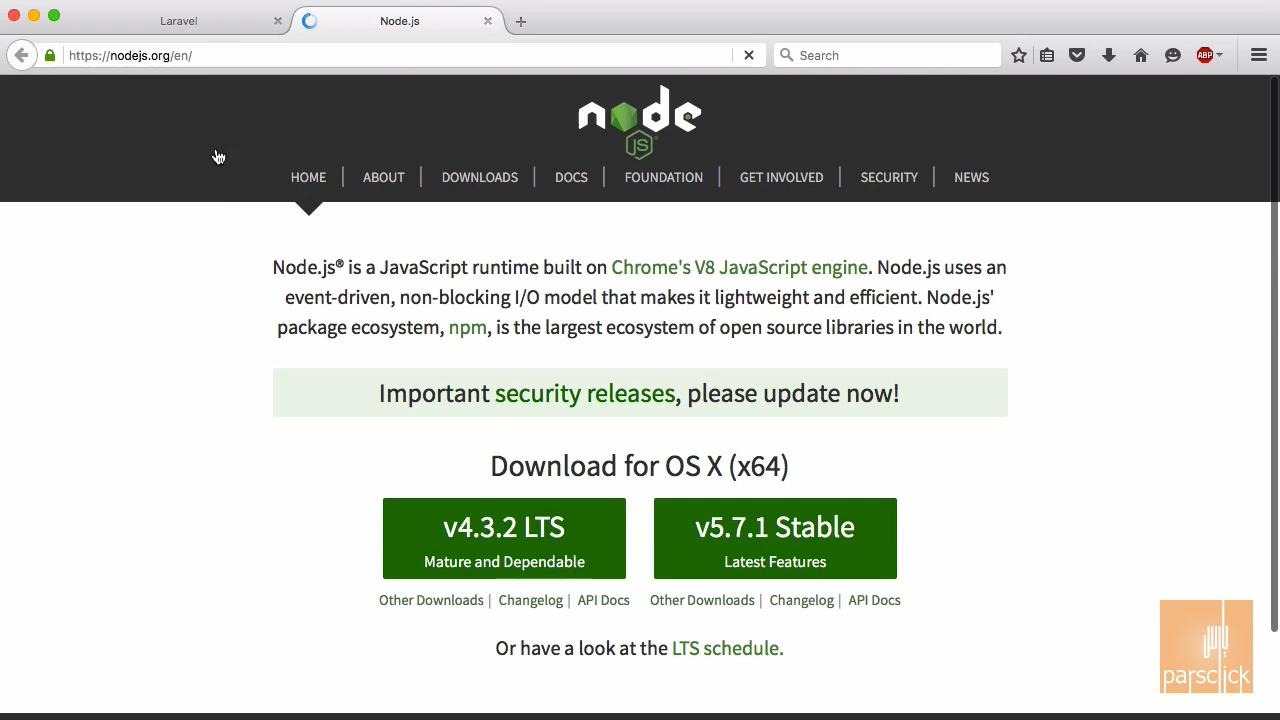 Laravel
Node.js
https://nodejs.org/en/
Search
ABP
node
JS
HOME
ABOUT
DOWNLOADS
DOCS
FOUNDATION
GET INVOLVED
SECURITY
NEWS
Node.js® is a JavaScript runtime built on Chrome's V8 JavaScript engine. Node.js uses an
event-driven, non-blocking I/O model that makes it lightweight and efficient. Node.js'
package ecosystem, npm, is the largest ecosystem of open source libraries in the world.
Important security releases, please update now!
Download for OS X (x64)
v4.3.2 LTS
Mature and Dependable
v5.7.1 Stable
Latest Features
Other Downloads | Changelog | API Docs
Other Downloads | Changelog | API Docs
Or have a look at the LTS schedule.
parsclick